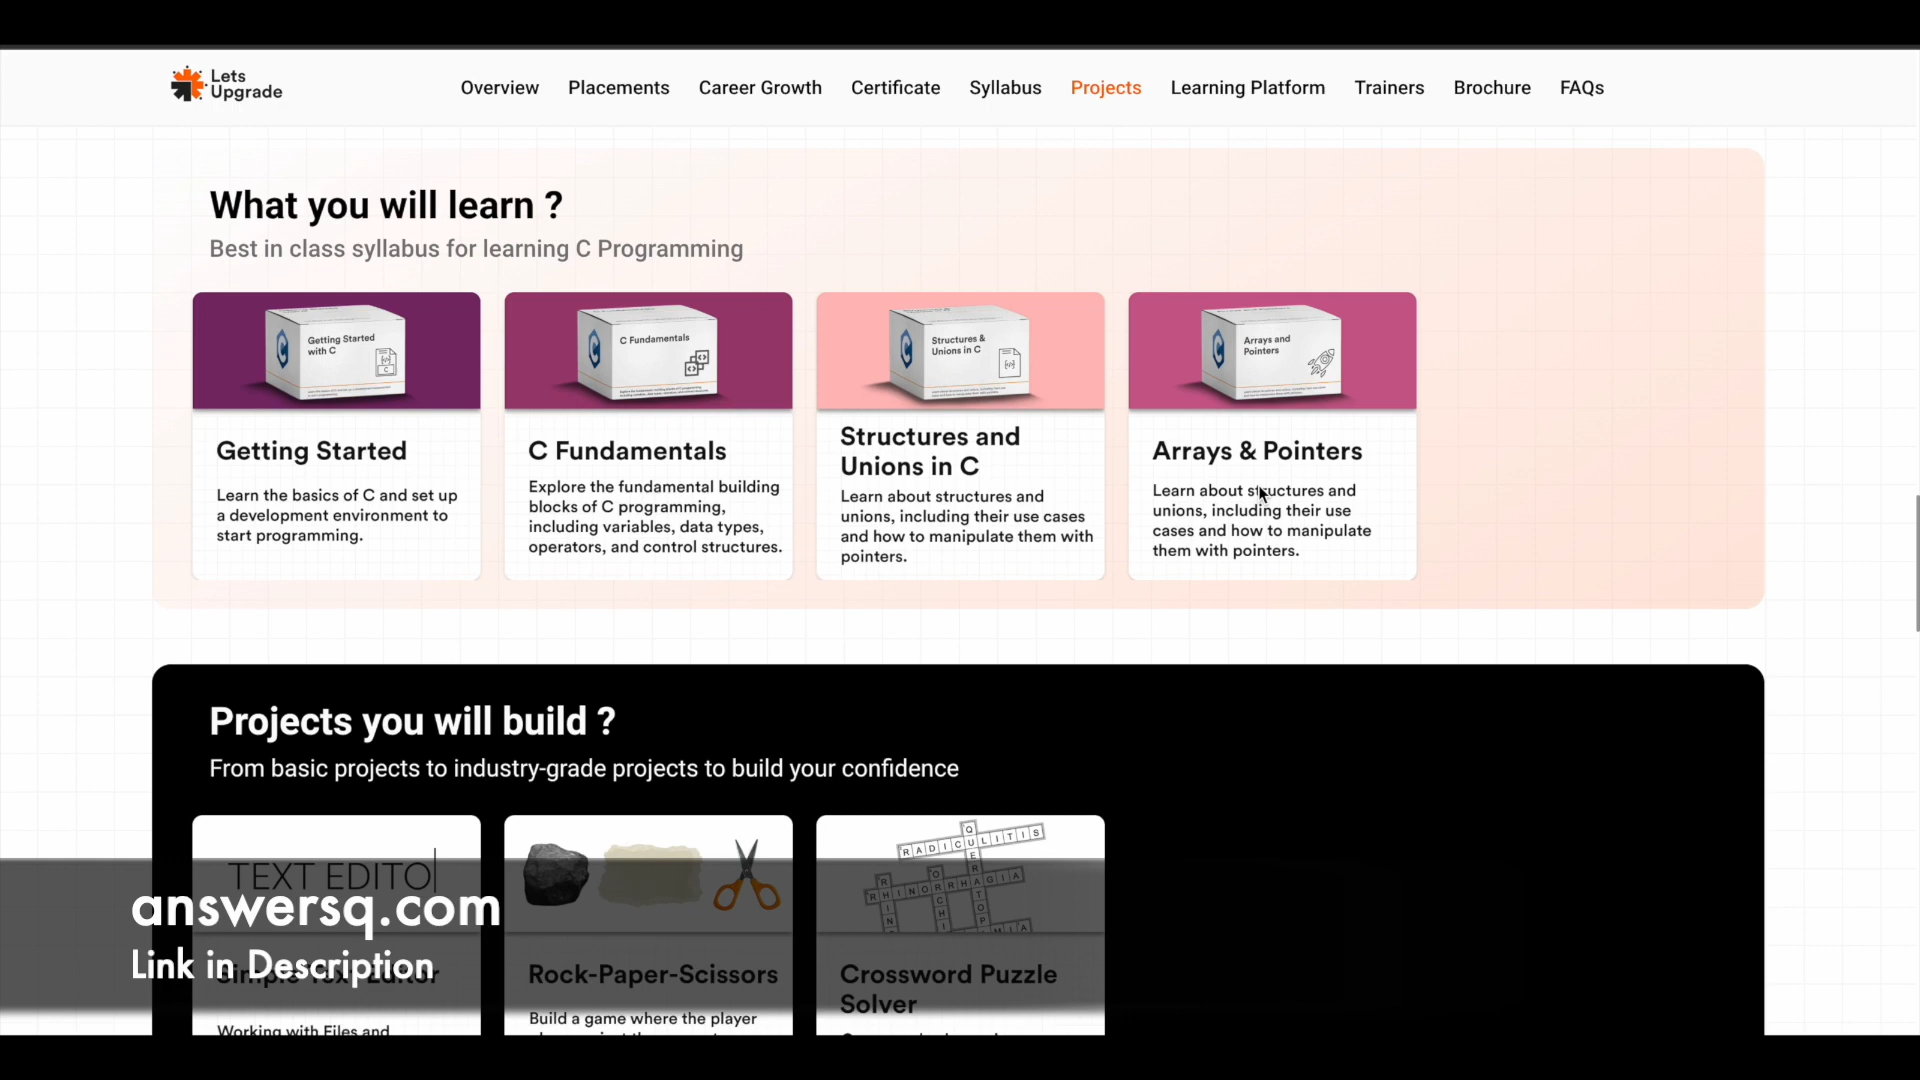 Lets
Upgrade
Overview Placements Career Growth Certificate Syllabus Projects Learning Platform Trainers Brochure FAQs
What you will learn ?
Best in class syllabus for learning C Programming
Getting Started
with C
C Fundamentals
Structures &
Unions in C
Arrays and
Pointers
Getting Started
Learn the basics of C and set up
a development environment to
start programming.
C Fundamentals
Explore the fundamental building
blocks of C programming,
including variables, data types,
operators, and control structures.
Structures and
Unions in C
Learn about structures and
unions, including their use cases
and how to manipulate them with
pointers.
Arrays & Pointers
Learn about structures and
unions, including their use
cases and how to manipulate
them with pointers.
Projects you will build ?
From basic projects to industry-grade projects to build your confidence
TEXT EDITO
RADICULITIS
RHINORRHAGIA
answersq.com
Link in Description
Simple Text Editor
Working with Files and
Rock-Paper-Scissors
Build a game where the player
Crossword Puzzle
Solver